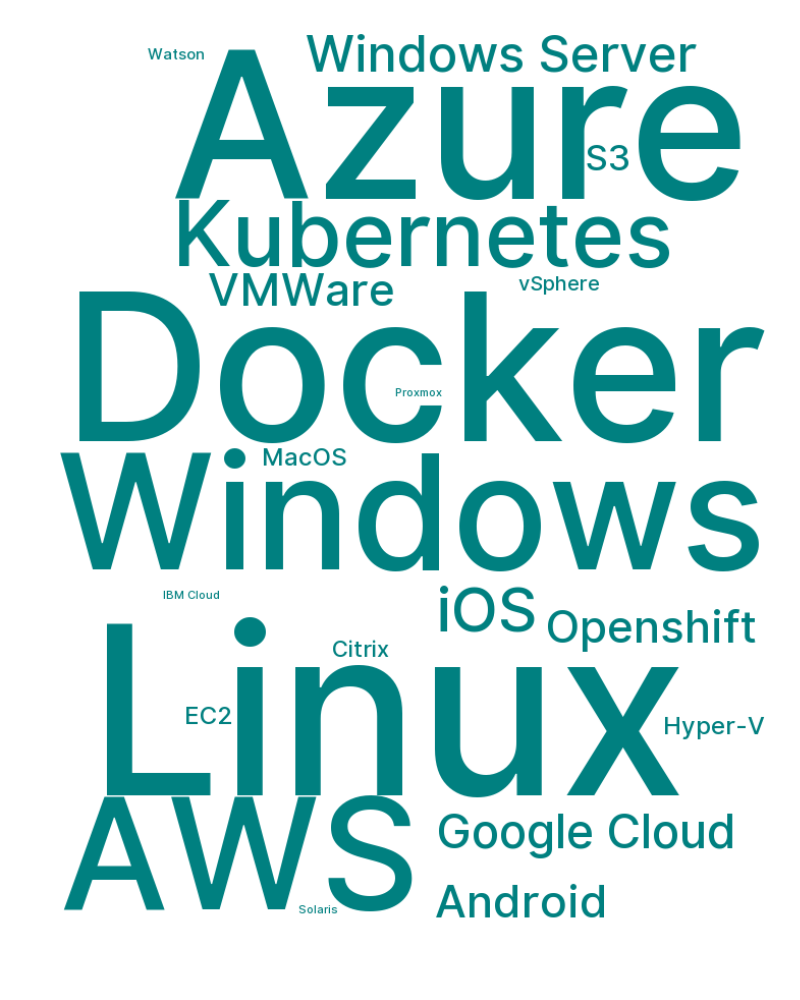 Watson
Windows Server
Azure
S3
Kubernetes
VMWare
vSphere
Docker
Proxmox
MacOS
Windows
IBM Cloud
iOS
Openshift
Citrix
Linux
EC2
Hyper-V
AWS
Google Cloud
Android
Solaris